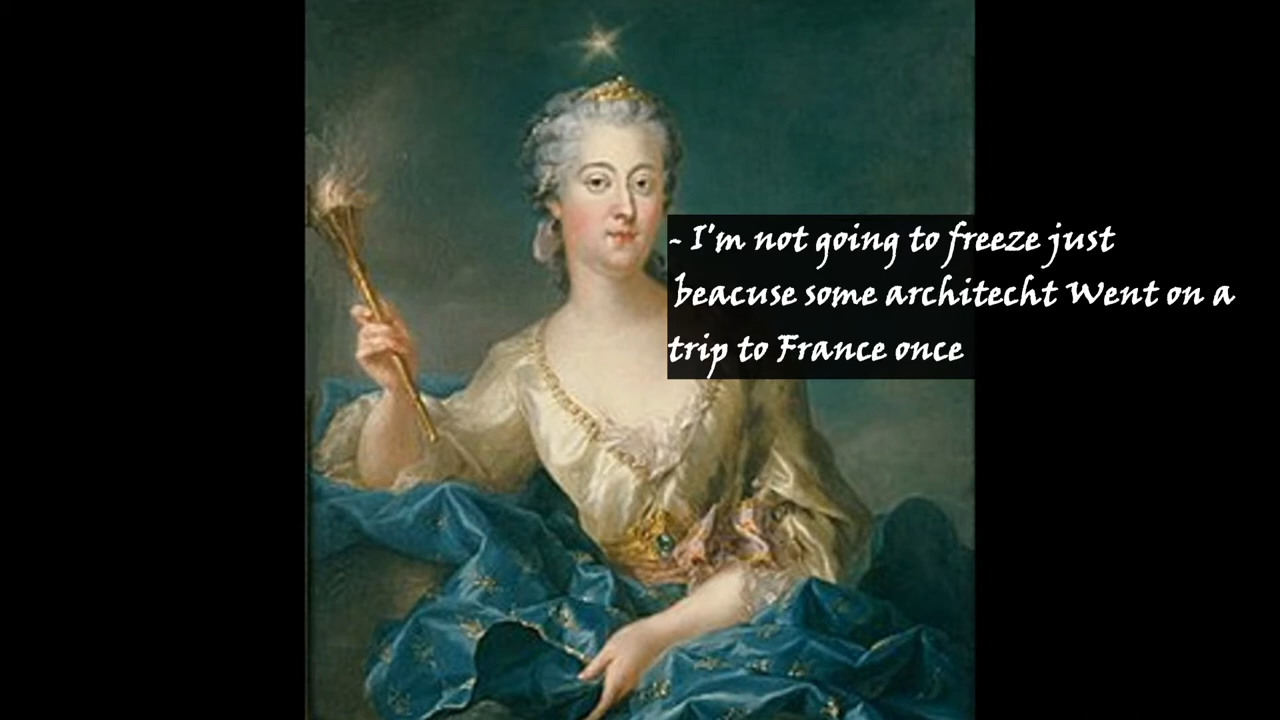 - I'm not going to freeze just
beacuse some architecht Went on a
trip to France once